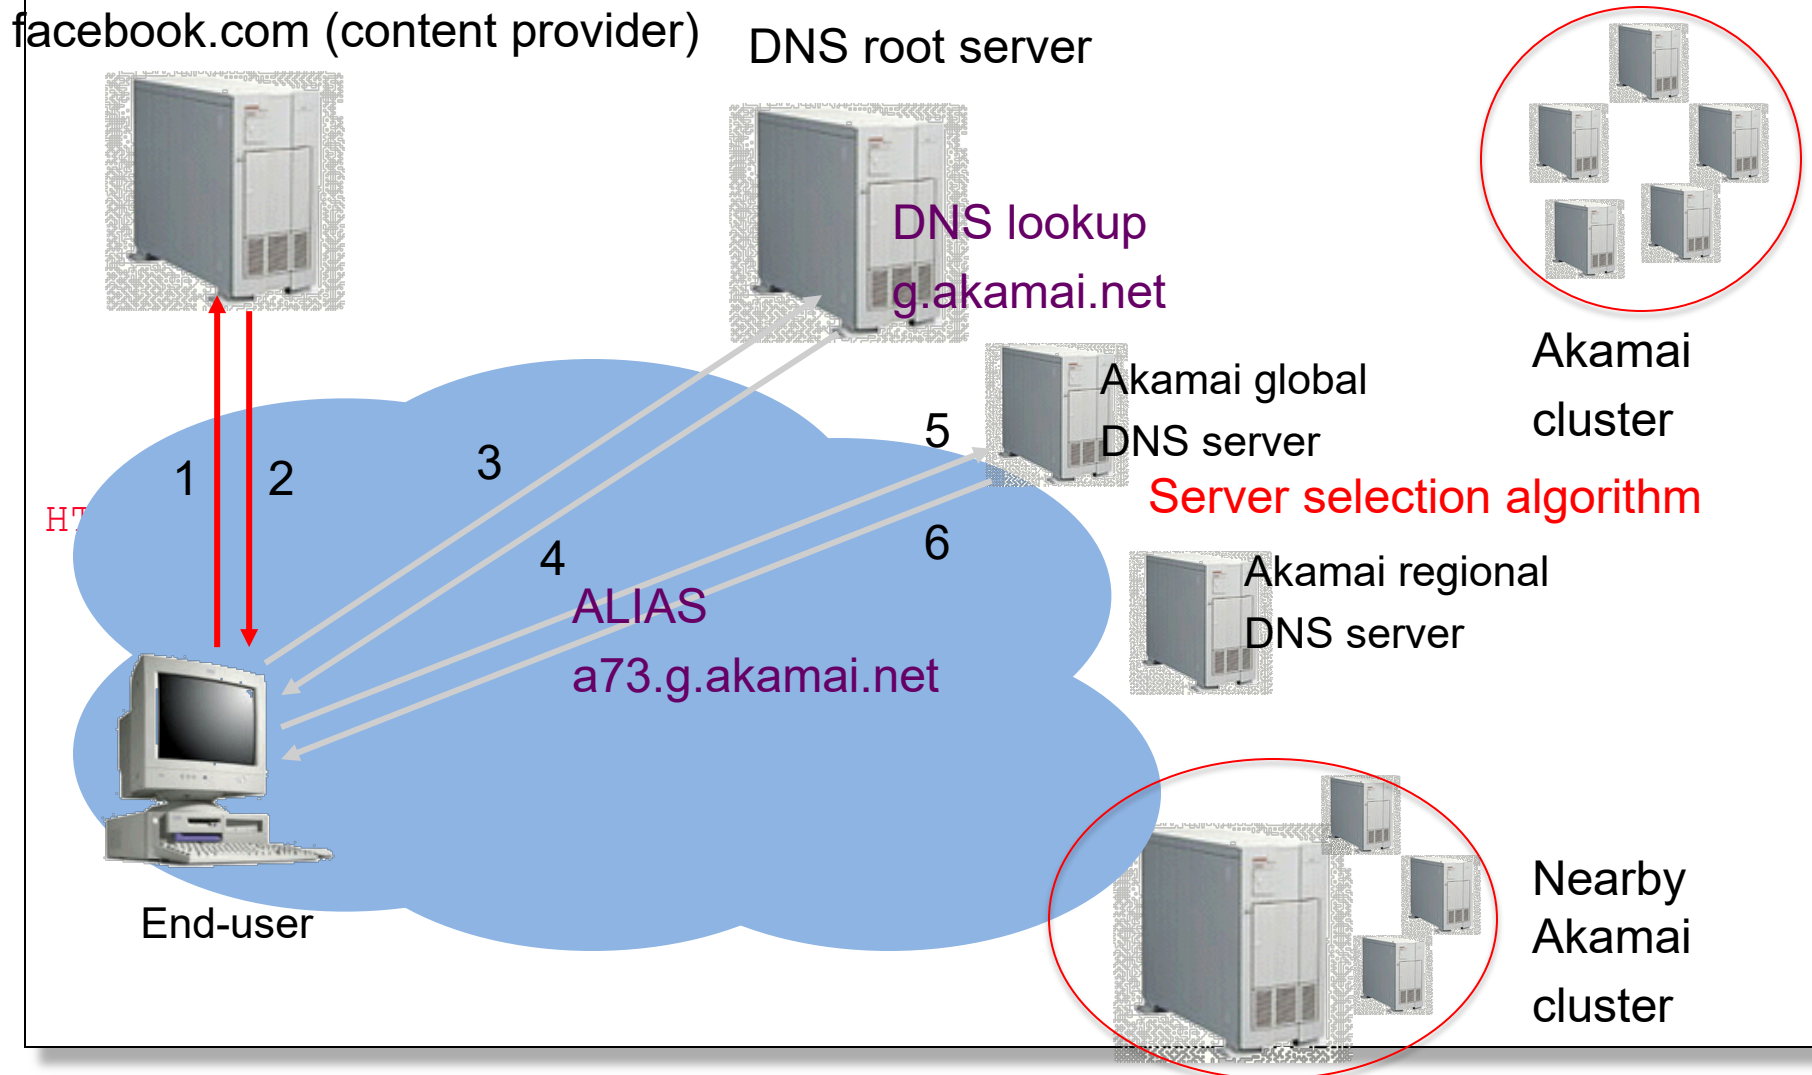 facebook.com (content provider)
DNS root server
DNS lookup
g.akamai.net
Akamai
cluster
Akamai global
DNS server
5
3
1
2
Server selection algorithm
HT
4
6
Akamai regional
DNS server
ALIAS
a73.g.akamai.net
End-user
Nearby
Akamai
cluster